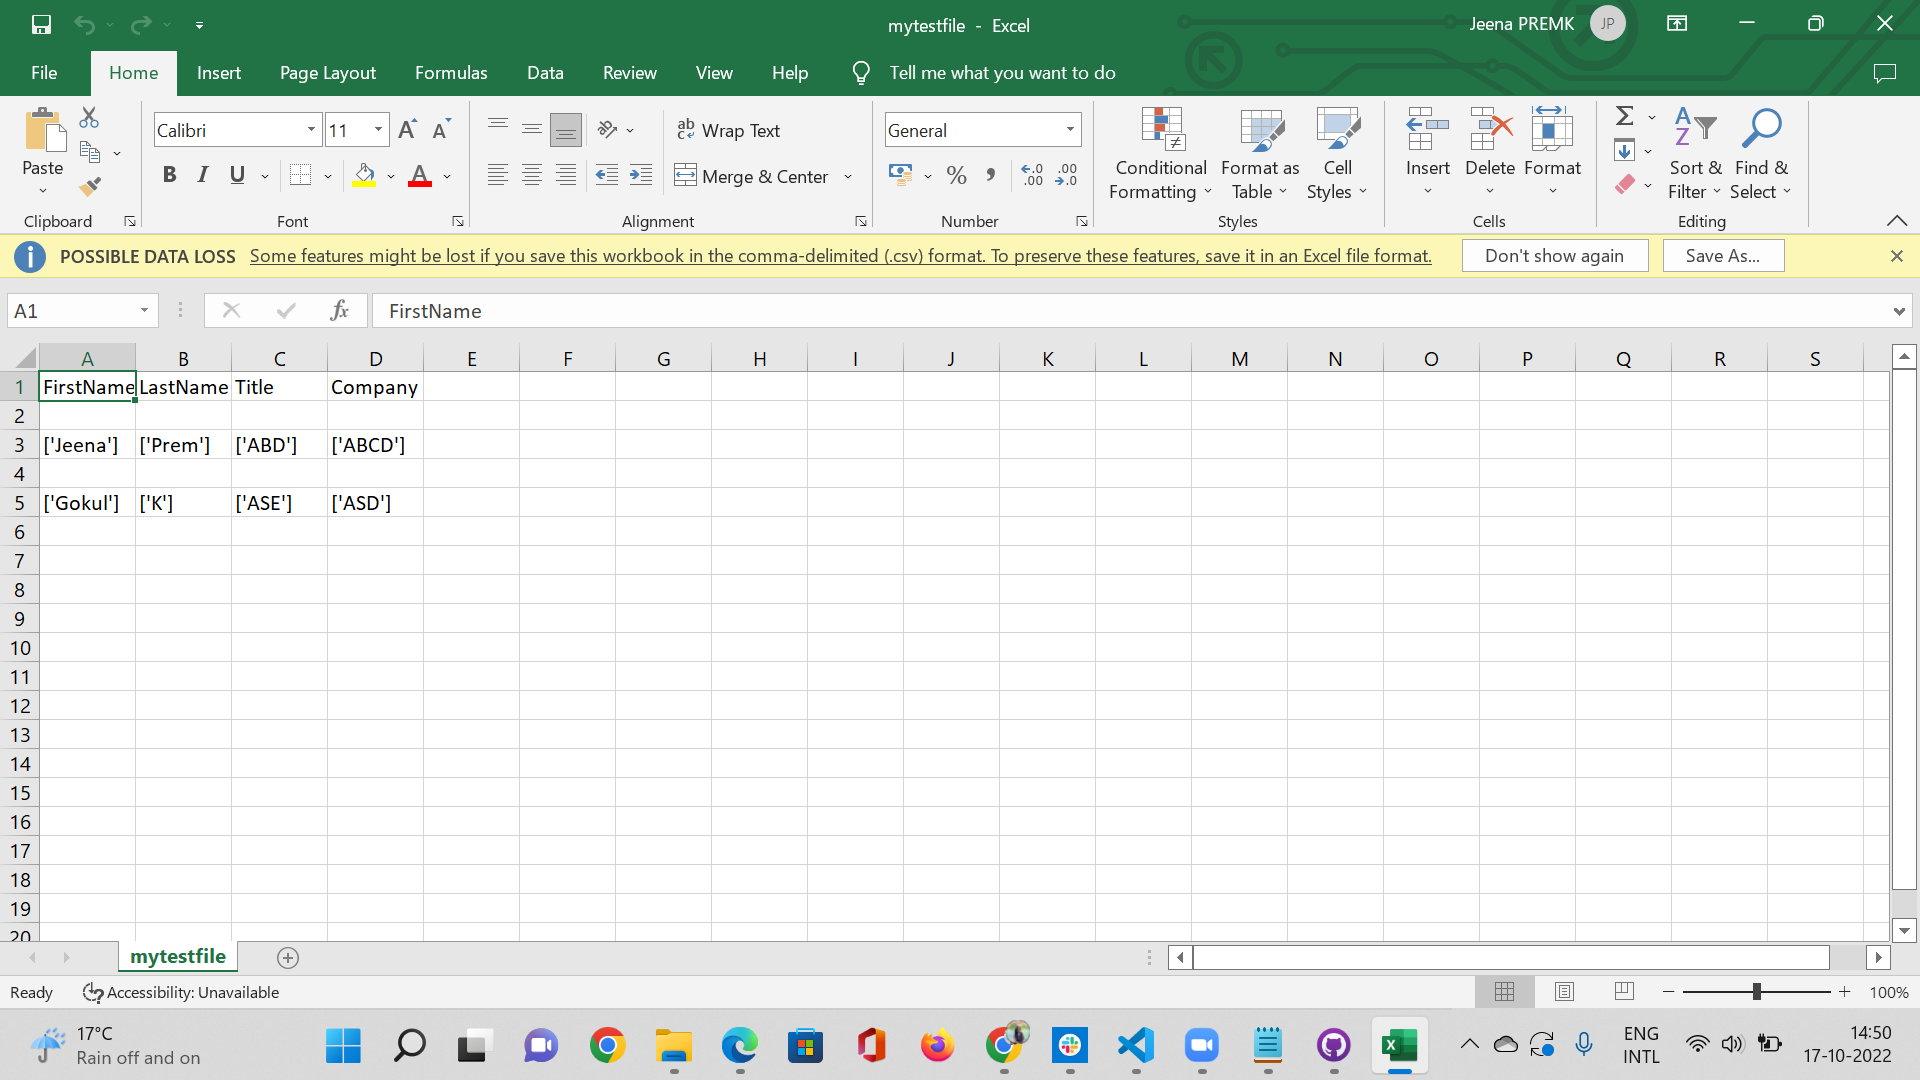 mytestfile - Excel
Jeena PREMK JP
File Home Insert Page Layout Formulas Data Review View Help Tell me what you want to do
Calibri 11 ab Wrap Text General
Paste B I U A Merge & Center % Conditional Formatting Format as Table Cell Styles Insert Delete Format Sort & Filter Find & Select
Clipboard Font Alignment Number Styles Cells Editing
POSSIBLE DATA LOSS Some features might be lost if you save this workbook in the comma-delimited (.csv) format. To preserve these features, save it in an Excel file format. Don't show again Save As...
A1 fx FirstName
A B C D E F G H I J K L M N O P Q R S
1 FirstName LastName Title Company
2
3 ['Jeena'] ['Prem'] ['ABD'] ['ABCD']
4
5 ['Gokul'] ['K'] ['ASE'] ['ASD']
6
7
8
9
10
11
12
13
14
15
16
17
18
19
20
mytestfile
Ready Accessibility: Unavailable 100%
17°C ENG 14:50
Rain off and on INTL 17-10-2022